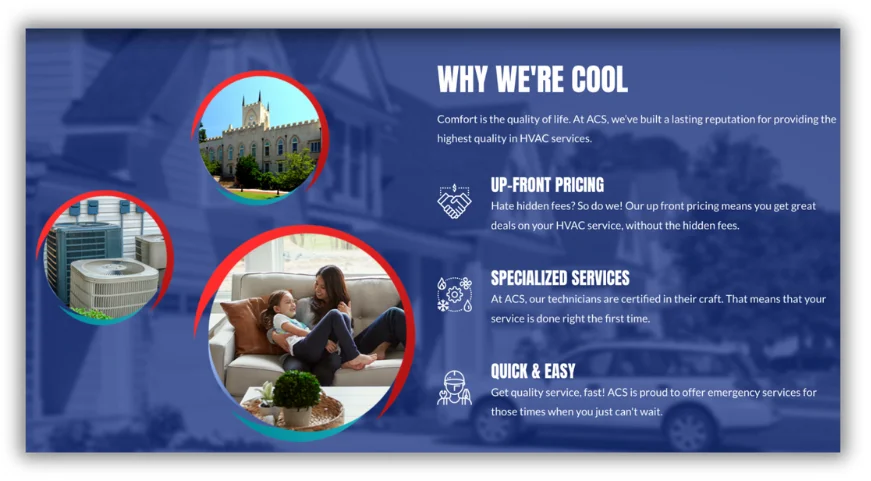 WHY WE'RE COOL
Comfort is the quality of life. At ACS, we've built a lasting reputation for providing the
highest quality in HVAC services.
UP-FRONT PRICING
Hate hidden fees? So do we! Our up front pricing means you get great
deals on your HVAC service, without the hidden fees.
SPECIALIZED SERVICES
At ACS, our technicians are certified in their craft. That means that your
service is done right the first time.
QUICK & EASY
Get quality service, fast! ACS is proud to offer emergency services for
those times when you just can't wait.